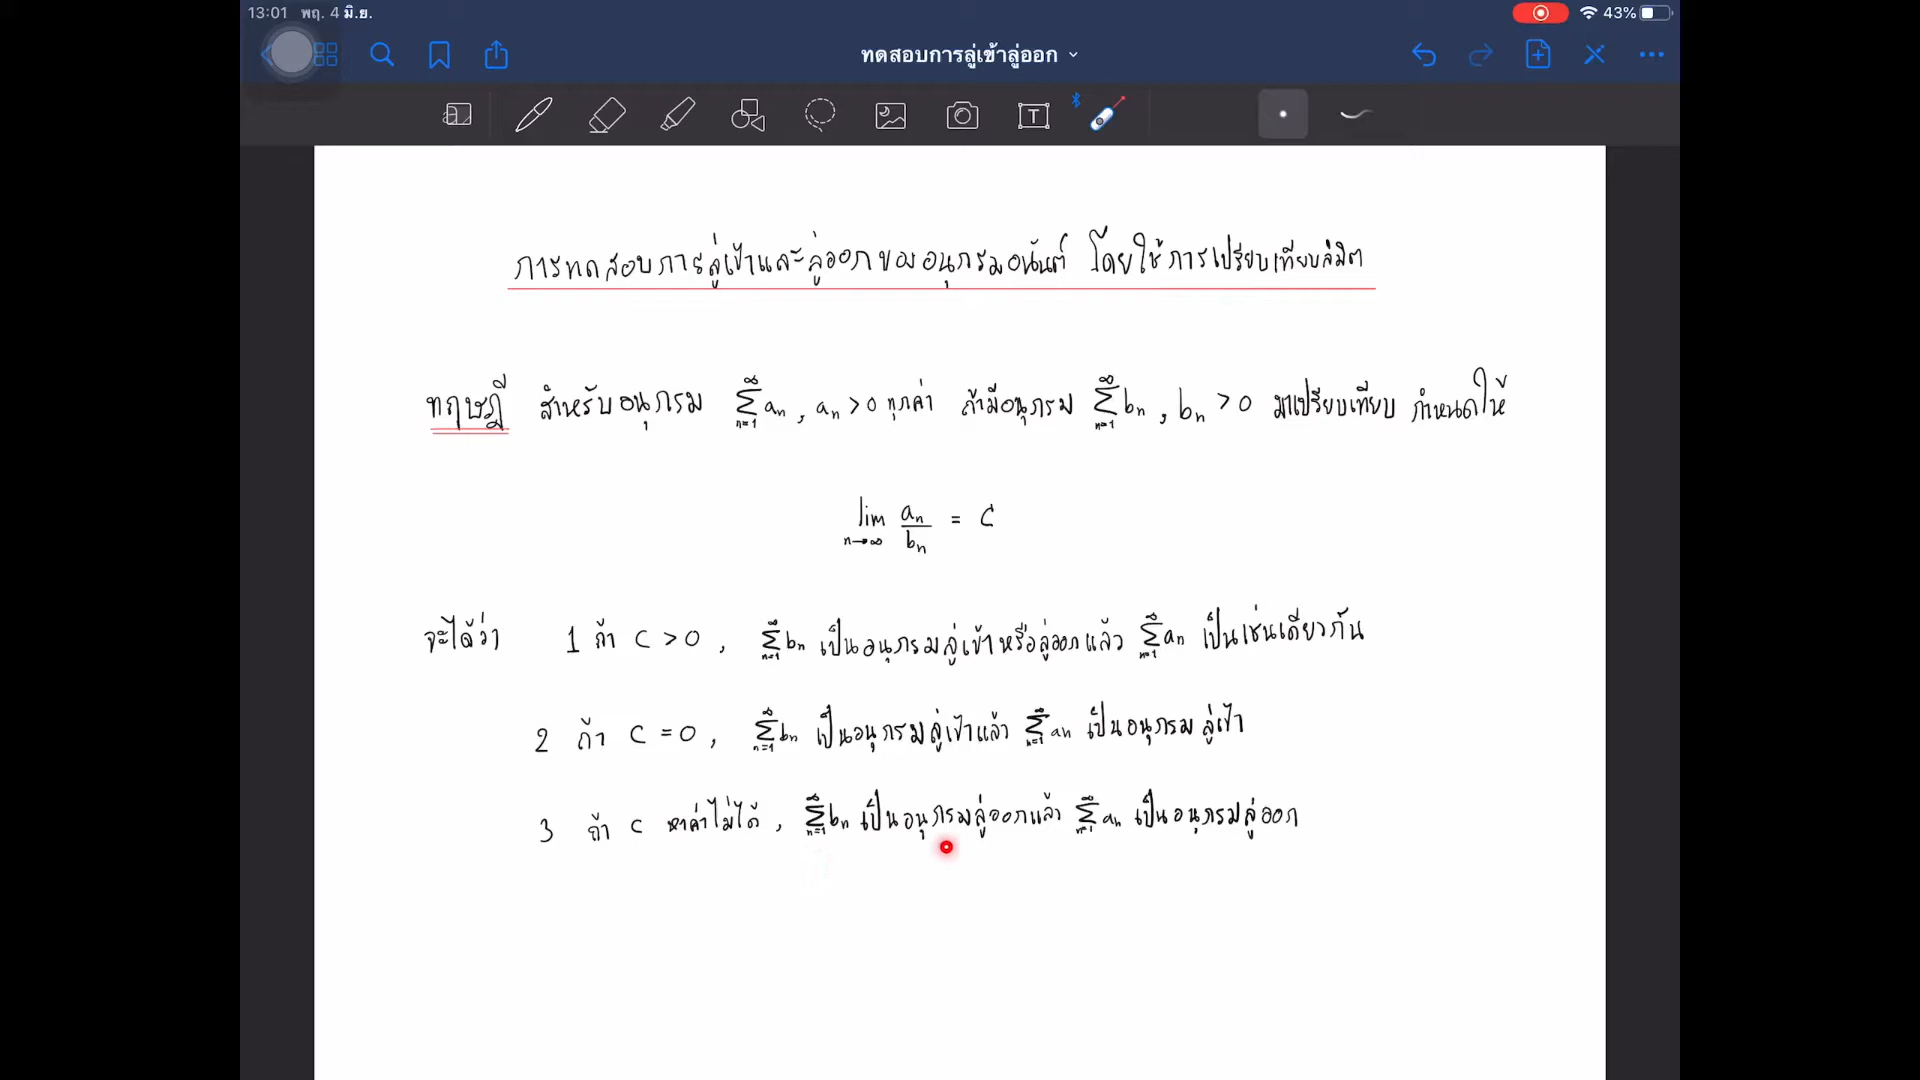 13:01 พฤ. 4 มิ.ย.
43%
ทดสอบการลู่เข้าลู่ออก
การทดสอบการลู่เข้าและลู่ออกของอนุกรมอนันต์ โดยใช้การเปรียบเทียบลิมิต
ทฤษฎี สำหรับอนุกรม ∑_{n=1}^{∞} a_n , a_n > 0 ทุกค่า ถ้ามีอนุกรม ∑_{n=1}^{∞} b_n , b_n > 0 มาเปรียบเทียบ กำหนดให้
lim_{n→∞} a_n/b_n = C
จะได้ว่า 1 ถ้า C > 0 , ∑_{n=1}^{∞} b_n เป็นอนุกรมลู่เข้าหรือลู่ออกแล้ว ∑_{n=1}^{∞} a_n เป็นเช่นเดียวกัน
2 ถ้า C = 0 , ∑_{n=1}^{∞} b_n เป็นอนุกรมลู่เข้าแล้ว ∑_{n=1}^{∞} a_n เป็นอนุกรมลู่เข้า
3 ถ้า C หาค่าไม่ได้ , ∑_{n=1}^{∞} b_n เป็นอนุกรมลู่ออกแล้ว ∑_{n=1}^{∞} a_n เป็นอนุกรมลู่ออก